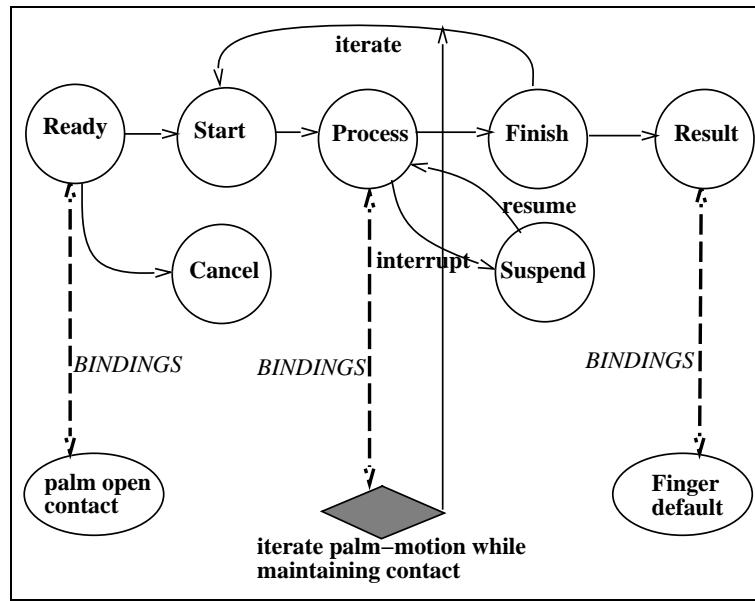 iterate
Ready
Start
Process
Finish
Result
resume
Cancel
interrupt
Suspend
BINDINGS
BINDINGS
BINDINGS
palm open
contact
Finger
default
iterate palm−motion while
maintaining contact